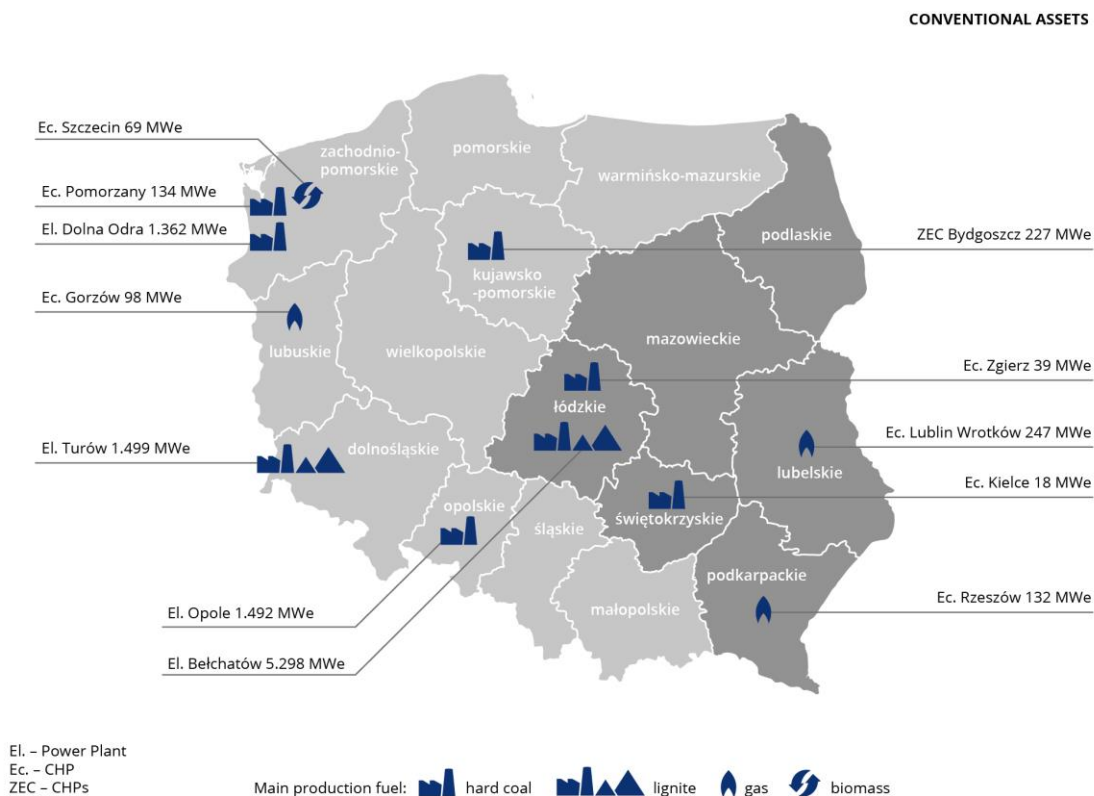 CONVENTIONAL ASSETS
Ec. Szczecin 69 MWe
zachodnio-
pomorskie
pomorskie
warmińsko-mazurskie
Ec. Pomorzany 134 MWe
El. Dolna Odra 1.362 MWe
podlaskie
ZEC Bydgoszcz 227 MWe
kujawsko
-pomorskie
Ec. Gorzów 98 MWe
lubuskie
wielkopolskie
mazowieckie
Ec. Zgierz 39 MWe
łódzkie
Ec. Lublin Wrotków 247 MWe
El. Turów 1.499 MWe
dolnośląskie
lubelskie
Ec. Kielce 18 MWe
opolskie
śląskie
świętokrzyskie
podkarpackie
małopolskie
Ec. Rzeszów 132 MWe
El. Opole 1.492 MWe
El. Bełchatów 5.298 MWe
El. – Power Plant
Ec. – CHP
ZEC – CHPs
Main production fuel: hard coal lignite gas biomass